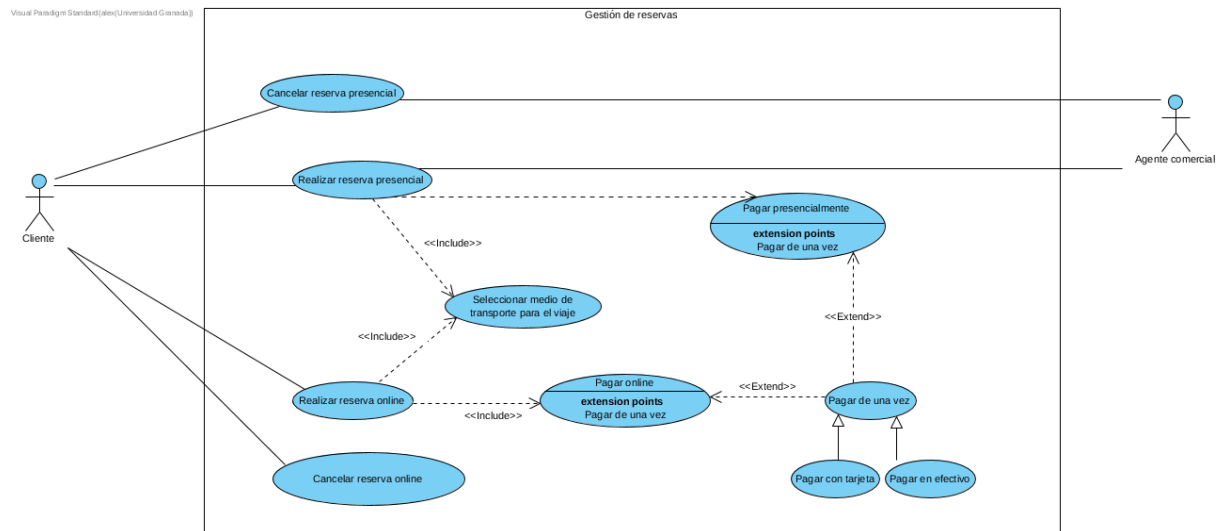 Visual Paradigm Standard(alex(Universidad Granada))
Gestión de reservas
Cancelar reserva presencial
Agente comercial
Realizar reserva presencial
Cliente
Pagar presencialmente
extension points
Pagar de una vez
<<Include>>
Seleccionar medio de
transporte para el viaje
<<Extend>>
<<Include>>
Pagar online
<<Extend>>
Realizar reserva online
extension points
Pagar de una vez
Pagar de una vez
<<Include>>
Cancelar reserva online
Pagar con tarjeta
Pagar en efectivo